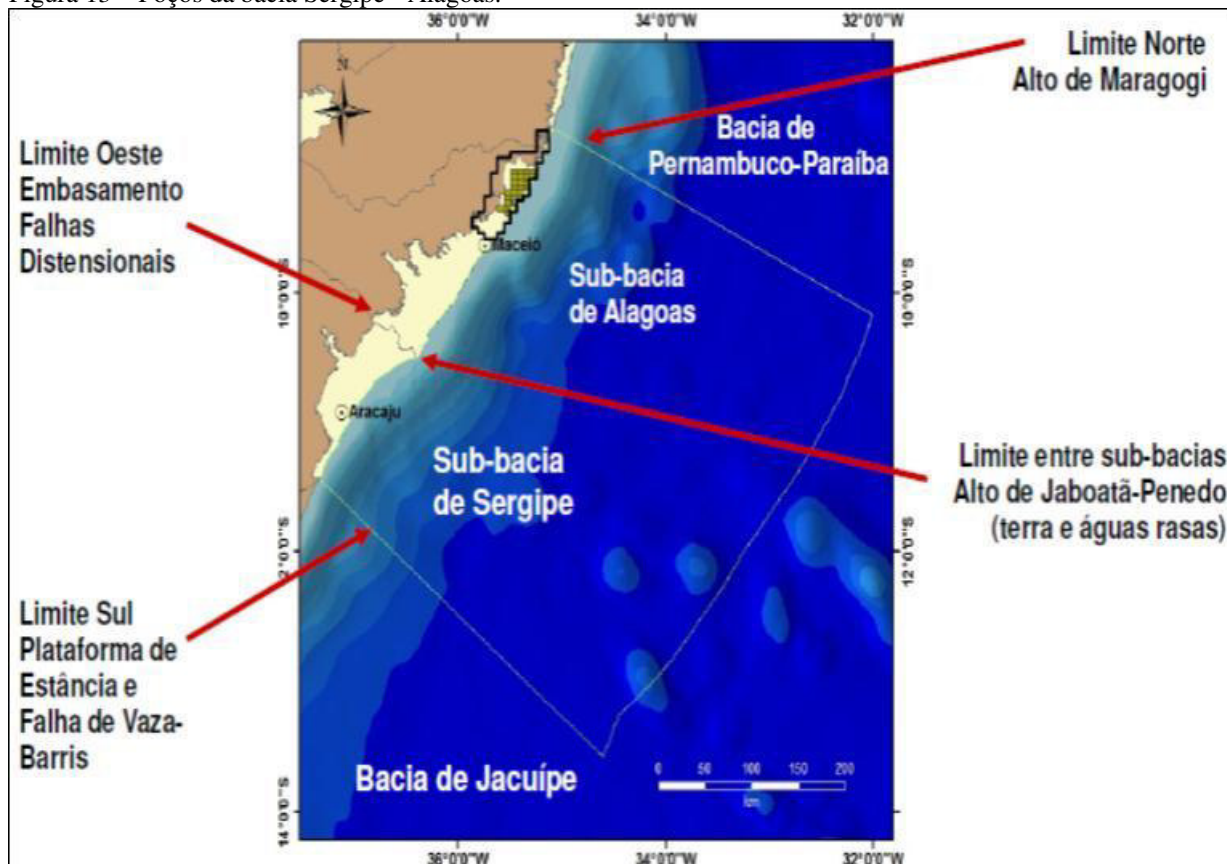 Figura 15 – Poços da bacia Sergipe - Alagoas.
36°0'0"W
34°0'0"W
32°0'0"W
N
Limite Norte
Alto de Maragogi
Bacia de
Pernambuco-Paraíba
Limite Oeste
Embasamento
Falhas
Distensionais
Maceió
Sub-bacia
de Alagoas
10°0'0"S
10°0'0"S
Aracaju
Sub-bacia
de Sergipe
Limite entre sub-bacias
Alto de Jaboatã-Penedo
(terra e águas rasas)
12°0'0"S
12°0'0"S
Limite Sul
Plataforma de
Estância e
Falha de Vaza-
Barris
Bacia de Jacuípe
0 50 100 150 200
km
14°0'0"S
14°0'0"S
36°0'0"W
34°0'0"W
32°0'0"W